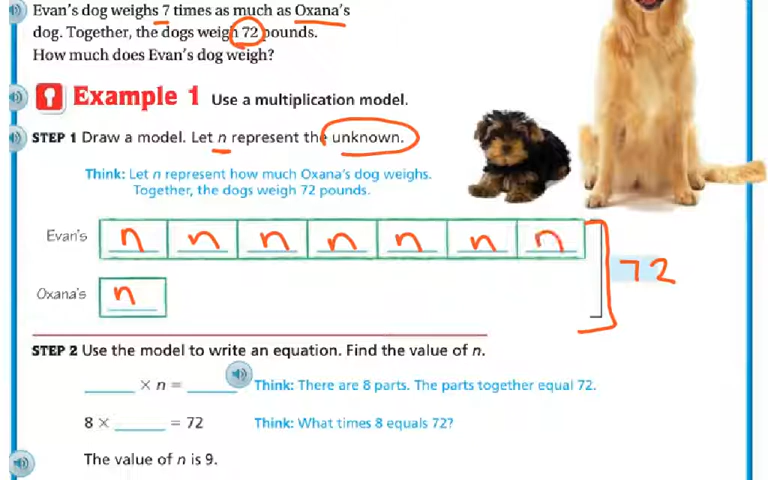 Evan's dog weighs 7 times as much as Oxana's
dog. Together, the dogs weigh 72 pounds.
How much does Evan's dog weigh?
Example 1 Use a multiplication model.
STEP 1 Draw a model. Let n represent the unknown.
Think: Let n represent how much Oxana's dog weighs.
Together, the dogs weigh 72 pounds.
Evan's n n n n n n n
72
Oxana's n
STEP 2 Use the model to write an equation. Find the value of n.
______ × n = ______ Think: There are 8 parts. The parts together equal 72.
8 × ______ = 72 Think: What times 8 equals 72?
The value of n is 9.